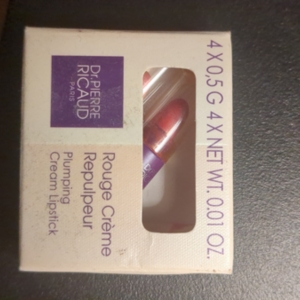 Dr. PIERRE
RICAUD
PARIS
Rouge Crème
Repulpeur
Plumping
Cream Lipstick
4 X 0,5 G 4 X NET WT. 0.01 OZ.